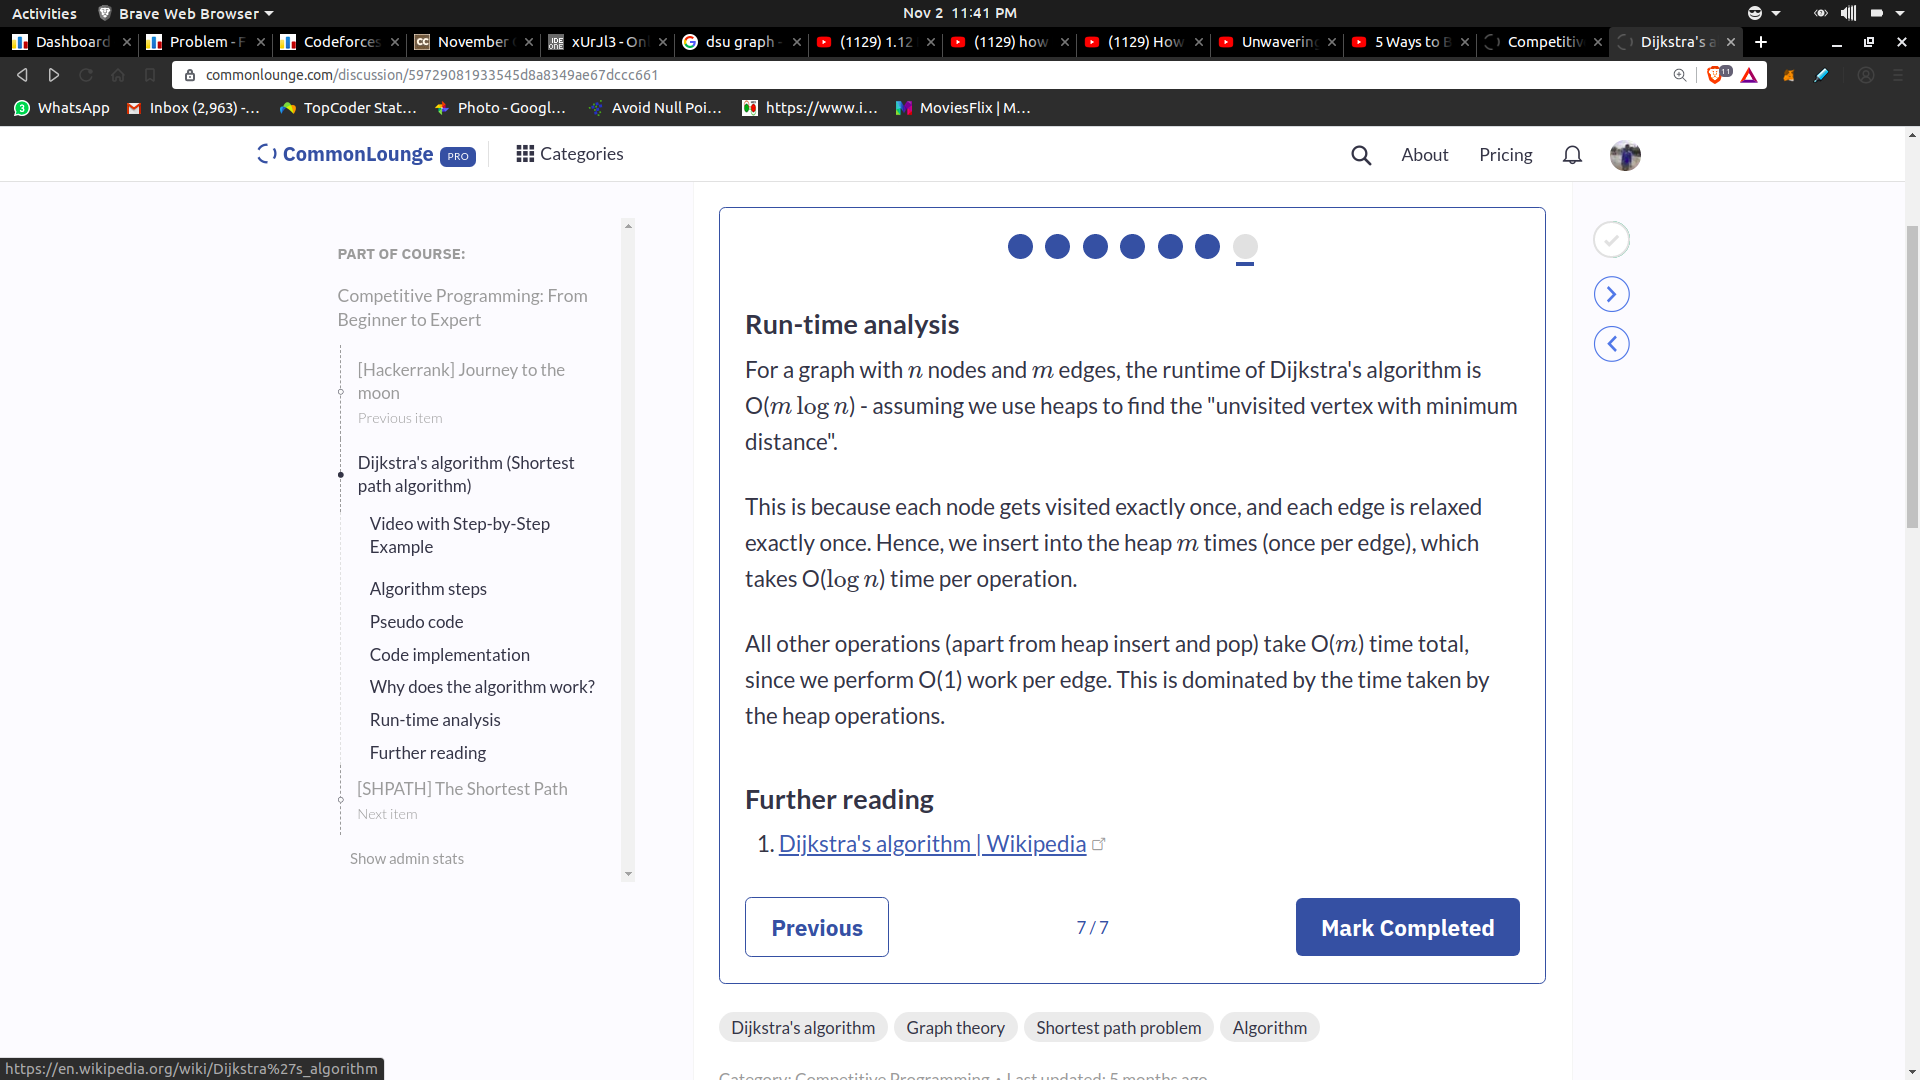 Activities
Brave Web Browser
Nov 2 11:41 PM
Dashboard
Problem - F
Codeforces
November
xUrJl3 - Onl
dsu graph -
(1129) 1.12
(1129) how
(1129) How
Unwavering
5 Ways to B
Competitiv
Dijkstra's a
commonlounge.com/discussion/59729081933545d8a8349ae67dccc661
11
WhatsApp
Inbox (2,963) -...
TopCoder Stat...
Photo - Googl...
Avoid Null Poi...
https://www.i...
MoviesFlix | M...
CommonLounge PRO
Categories
About
Pricing
PART OF COURSE:
Competitive Programming: From
Beginner to Expert
[Hackerrank] Journey to the
moon
Previous item
Dijkstra's algorithm (Shortest
path algorithm)
Video with Step-by-Step
Example
Algorithm steps
Pseudo code
Code implementation
Why does the algorithm work?
Run-time analysis
Further reading
[SHPATH] The Shortest Path
Next item
Show admin stats
Run-time analysis
For a graph with n nodes and m edges, the runtime of Dijkstra's algorithm is
O(m log n) - assuming we use heaps to find the "unvisited vertex with minimum
distance".
This is because each node gets visited exactly once, and each edge is relaxed
exactly once. Hence, we insert into the heap m times (once per edge), which
takes O(log n) time per operation.
All other operations (apart from heap insert and pop) take O(m) time total,
since we perform O(1) work per edge. This is dominated by the time taken by
the heap operations.
Further reading
1. Dijkstra's algorithm | Wikipedia
Previous
7 / 7
Mark Completed
Dijkstra's algorithm
Graph theory
Shortest path problem
Algorithm
Category: Competitive Programming • Last updated: 5 months ago
https://en.wikipedia.org/wiki/Dijkstra%27s_algorithm